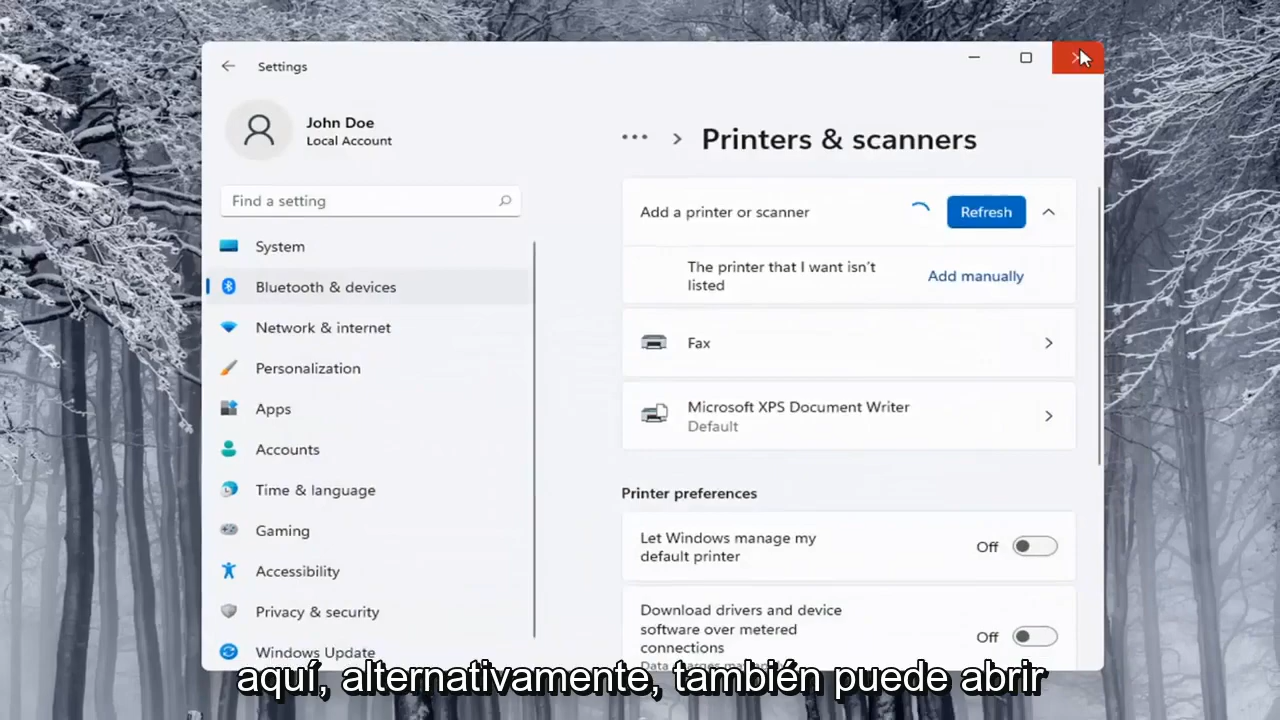 Settings
John Doe
Local Account
Find a setting
System
Bluetooth & devices
Network & internet
Personalization
Apps
Accounts
Time & language
Gaming
Accessibility
Privacy & security
Windows Update
Printers & scanners
Add a printer or scanner
Refresh
The printer that I want isn't
listed
Add manually
Fax
Microsoft XPS Document Writer
Default
Printer preferences
Let Windows manage my
default printer
Off
Download drivers and device
software over metered
connections
Off
Data charges
aquí, alternativamente, también puede abrir